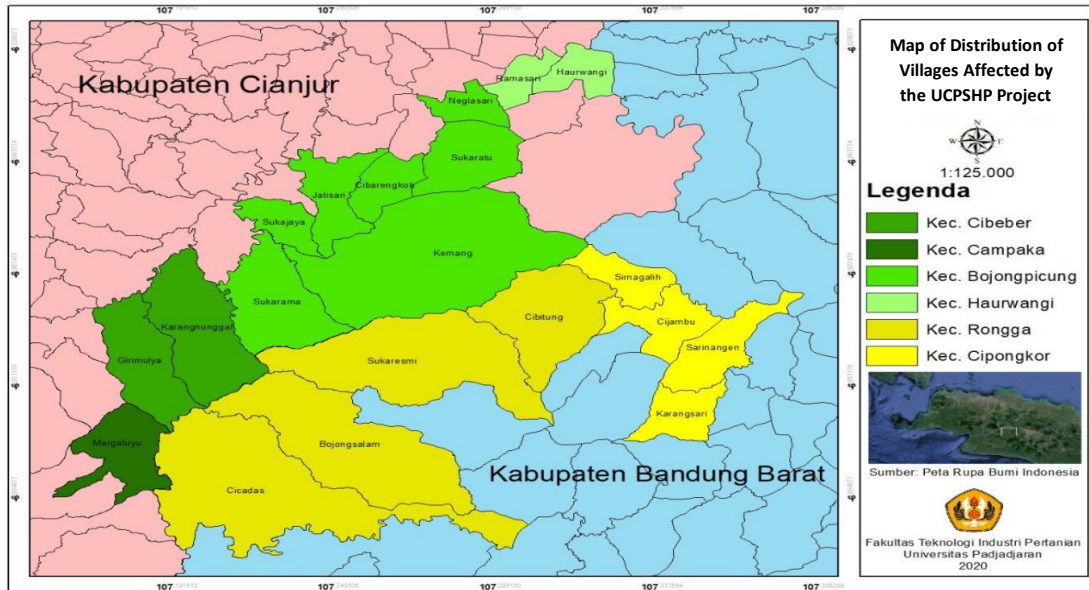 Kabupaten Cianjur
Ramasari
Haurwangi
Neglasari
Sukaratu
Cibarengkok
Jatisari
Sukajaya
Kemang
Sukarama
Simagalih
Cibitung
Cijambu
Karangnunggal
Girimulya
Sukaresmi
Sarinangen
Karangsari
Margaluyu
Bojongsalam
Cicadas
Kabupaten Bandung Barat
Map of Distribution of
Villages Affected by
the UCPSHP Project
N
W
E
S
1:125.000
Legenda
Kec. Cibeber
Kec. Campaka
Kec. Bojongpicung
Kec. Haurwangi
Kec. Rongga
Kec. Cipongkor
Sumber: Peta Rupa Bumi Indonesia
Fakultas Teknologi Industri Pertanian
Universitas Padjadjaran
2020